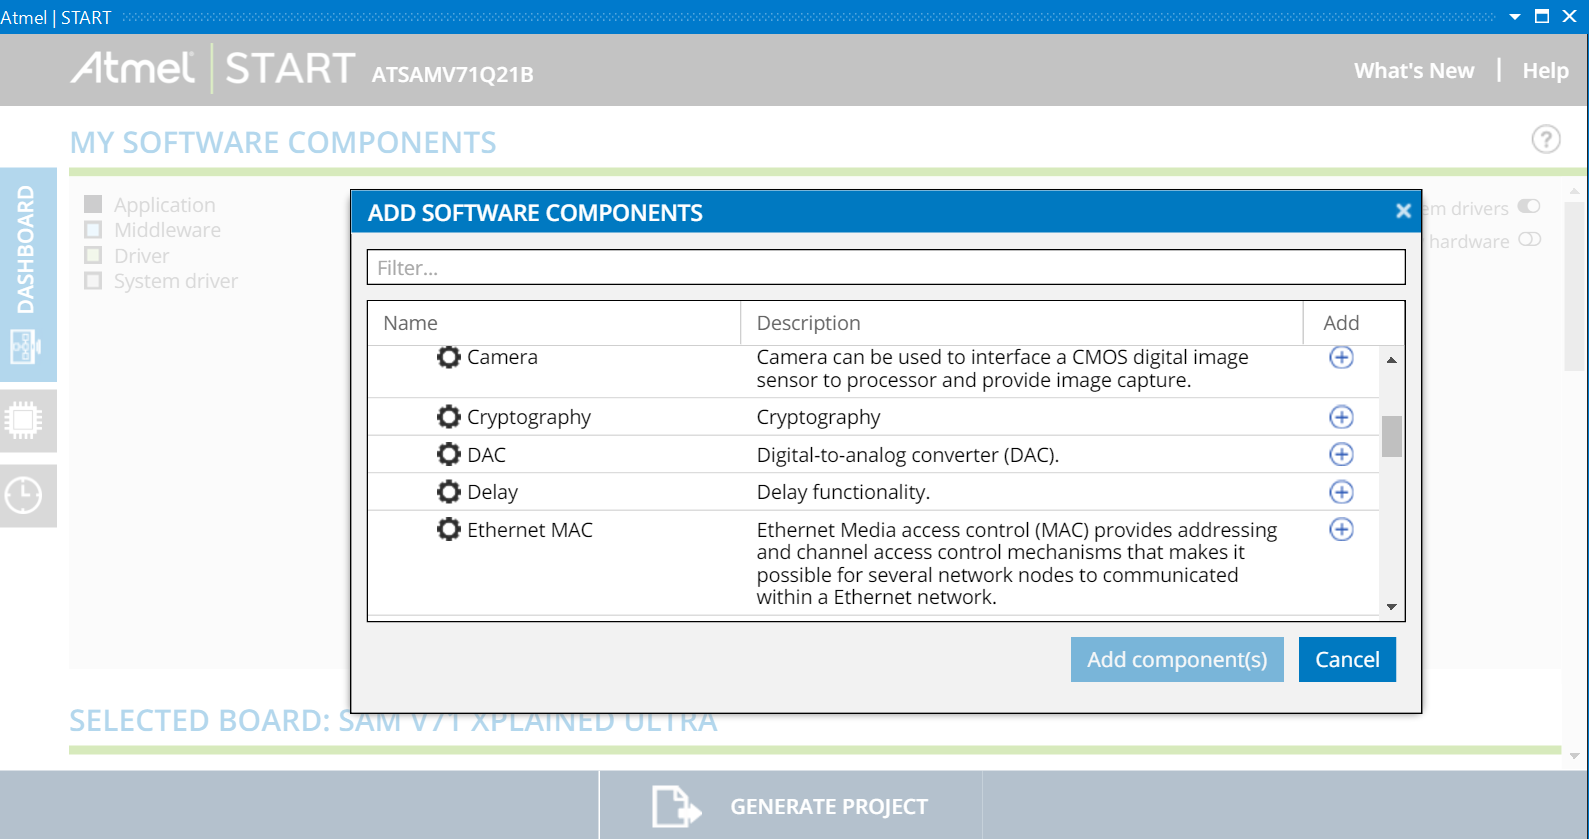 Atmel | START
Atmel START ATSAMV71Q21B
What's New | Help
MY SOFTWARE COMPONENTS
?
DASHBOARD
Application
Middleware
Driver
System driver
em drivers
hardware
ADD SOFTWARE COMPONENTS
Filter...
Name Description Add
Camera Camera can be used to interface a CMOS digital image
sensor to processor and provide image capture.
Cryptography Cryptography
DAC Digital-to-analog converter (DAC).
Delay Delay functionality.
Ethernet MAC Ethernet Media access control (MAC) provides addressing
and channel access control mechanisms that makes it
possible for several network nodes to communicated
within a Ethernet network.
Add component(s) Cancel
SELECTED BOARD: SAM V71 XPLAINED ULTRA
GENERATE PROJECT